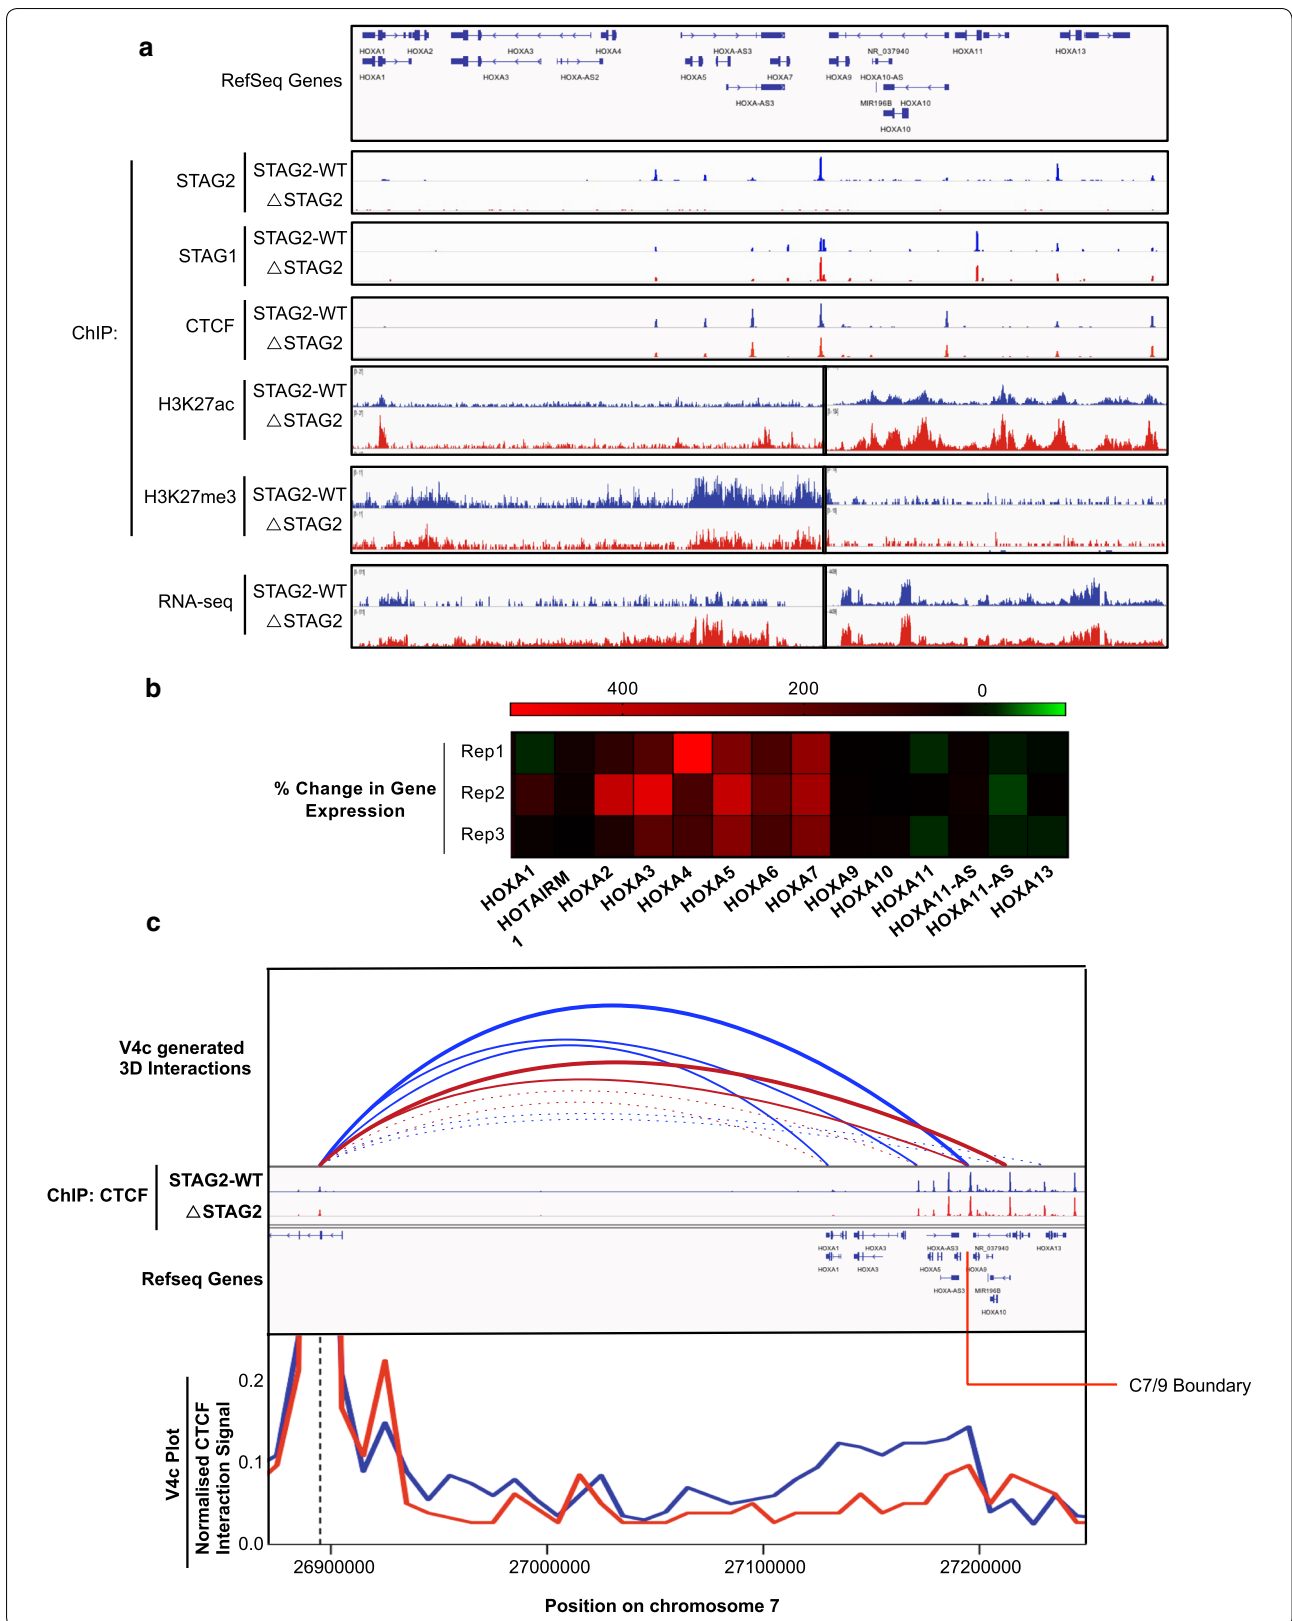 a
RefSeq Genes
HOXA1 HOXA2 HOXA3 HOXA4 HOXA-AS3 NR_037940 HOXA11 HOXA13
HOXA1 HOXA3 HOXA-AS2 HOXA5 HOXA7 HOXA9 HOXA10-AS
HOXA-AS3 MIR196B HOXA10
HOXA10
ChIP:
STAG2
STAG2-WT
△STAG2
STAG1
STAG2-WT
△STAG2
CTCF
STAG2-WT
△STAG2
H3K27ac
STAG2-WT
△STAG2
H3K27me3
STAG2-WT
△STAG2
RNA-seq
STAG2-WT
△STAG2
b
400 200 0
% Change in Gene
Expression
Rep1
Rep2
Rep3
HOXA1
HOTAIRM
1
HOXA2
HOXA3
HOXA4
HOXA5
HOXA6
HOXA7
HOXA9
HOXA10
HOXA11
HOXA11-AS
HOXA11-AS
HOXA13
c
V4c generated
3D Interactions
ChIP: CTCF
STAG2-WT
△STAG2
Refseq Genes
HOXA1 HOXA3 HOXA-AS3 NR_037940 HOXA13
HOXA1 HOXA3 HOXA5 HOXA9
HOXA-AS3 MIR196B
HOXA10
C7/9 Boundary
V4c Plot
Normalised CTCF
Interaction Signal
0.2
0.1
0.0
26900000 27000000 27100000 27200000
Position on chromosome 7